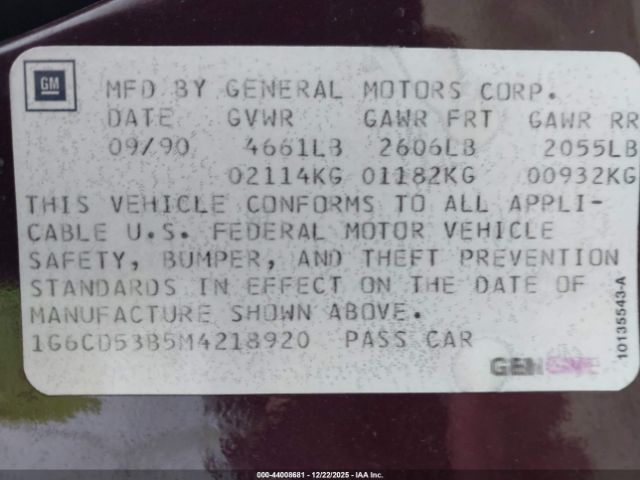 GM
MFD BY GENERAL MOTORS CORP.
DATE GVWR GAWR FRT GAWR RR
09/90 4661LB 2606LB 2055LB
02114KG 01182KG 00932KG
THIS VEHICLE CONFORMS TO ALL APPLI-
CABLE U.S. FEDERAL MOTOR VEHICLE
SAFETY, BUMPER, AND THEFT PREVENTION
STANDARDS IN EFFECT ON THE DATE OF
MANUFACTURE SHOWN ABOVE.
1G6CD53B5M4218920 PASS CAR
10135543-A
000-44008681 - 12/22/2025 - IAA Inc.